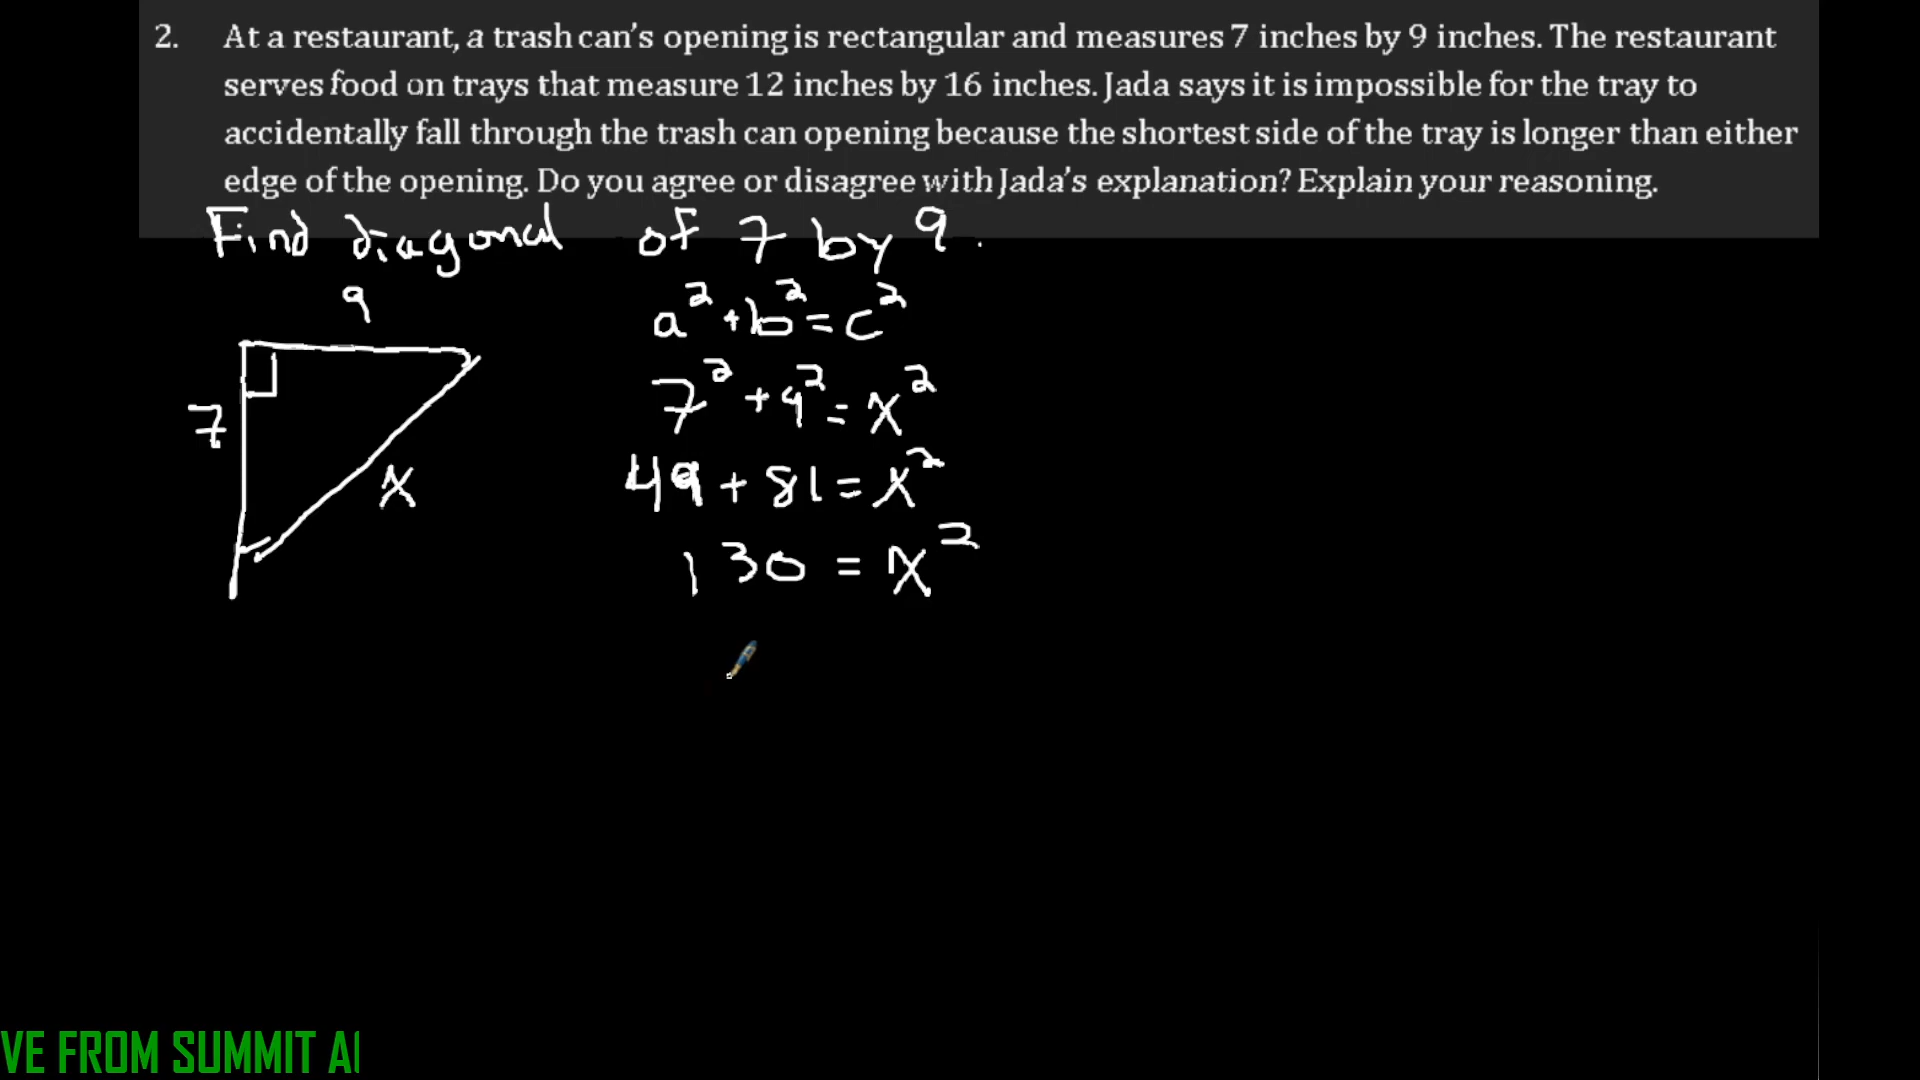 2. At a restaurant, a trash can's opening is rectangular and measures 7 inches by 9 inches. The restaurant
serves food on trays that measure 12 inches by 16 inches. Jada says it is impossible for the tray to
accidentally fall through the trash can opening because the shortest side of the tray is longer than either
edge of the opening. Do you agree or disagree with Jada's explanation? Explain your reasoning.
Find diagonal of 7 by 9.
9
7
x
a²+b²=c²
7²+9²=x²
49+81=x²
130=x²
VE FROM SUMMIT